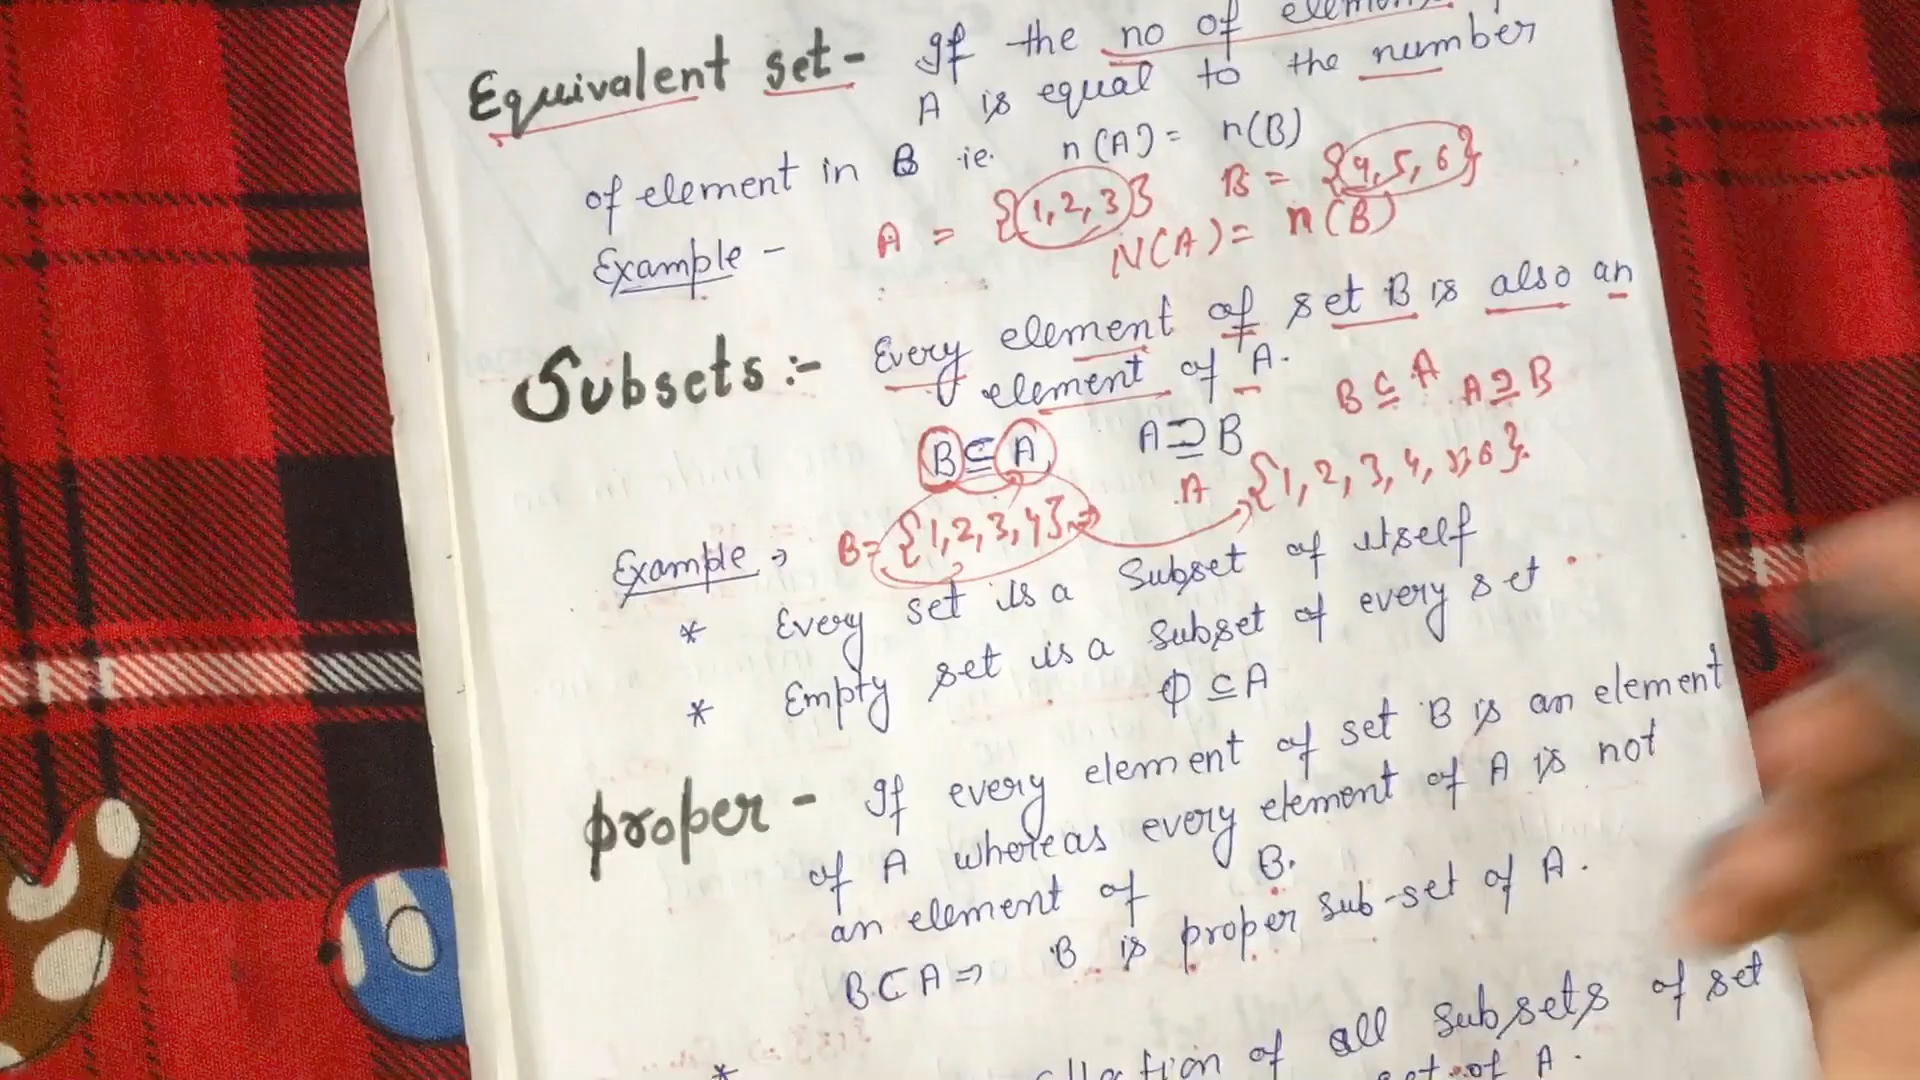 Equivalent set - If the no of
A is equal to the number
of element in B ie. n(A) = n(B)
Example - A = {1,2,3} B = {4,5,6}
N(A) = n(B)
Subsets :- Every element of set B is also an
element of A.
B ⊆ A A ⊇ B
B ⊆ A A ⊇ B
A {1, 2, 3, 4, 5, 6}.
Example → B = {1,2,3,4}
* Every set is a Subset of itself
* Empty set is a subset of every set
ϕ ⊆ A
proper - If every element of set B is an element
of A whereas every element of A is not
an element of B.
B ⊂ A ⇒ B is proper sub-set of A.
* of all subsets of set
of A.